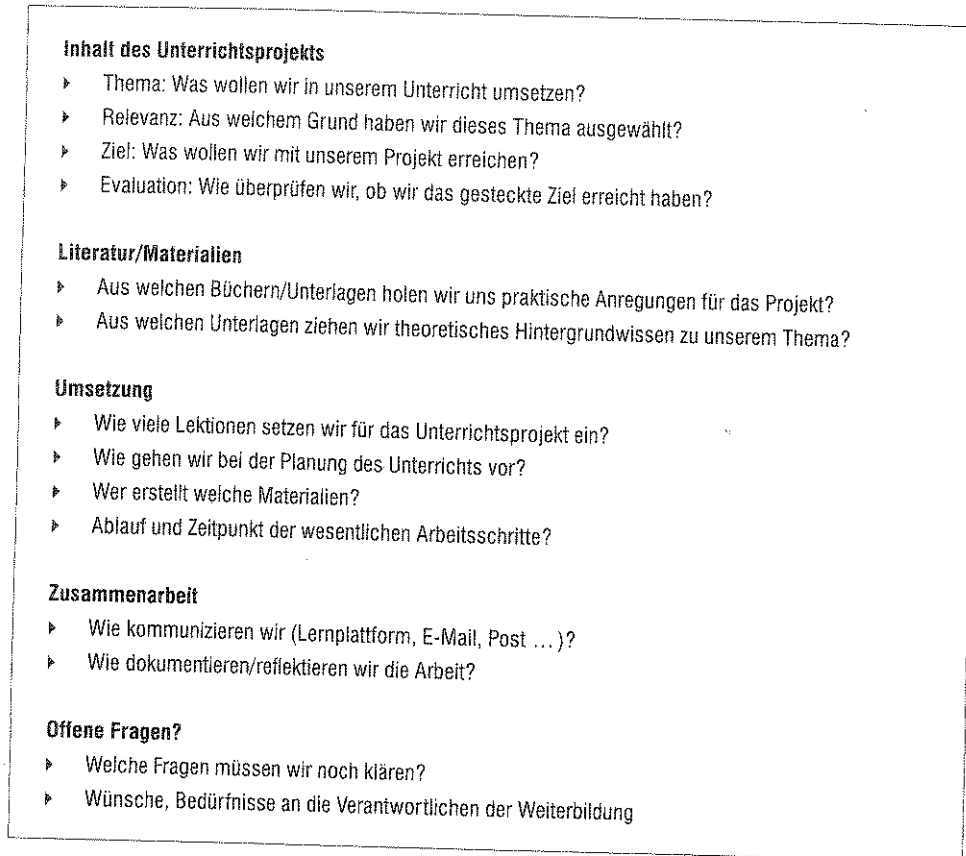 Inhalt des Unterrichtsprojekts
Thema: Was wollen wir in unserem Unterricht umsetzen?
Relevanz: Aus welchem Grund haben wir dieses Thema ausgewählt?
Ziel: Was wollen wir mit unserem Projekt erreichen?
Evaluation: Wie überprüfen wir, ob wir das gesteckte Ziel erreicht haben?
Literatur/Materialien
Aus welchen Büchern/Unterlagen holen wir uns praktische Anregungen für das Projekt?
Aus welchen Unterlagen ziehen wir theoretisches Hintergrundwissen zu unserem Thema?
Umsetzung
Wie viele Lektionen setzen wir für das Unterrichtsprojekt ein?
Wie gehen wir bei der Planung des Unterrichts vor?
Wer erstellt welche Materialien?
Ablauf und Zeitpunkt der wesentlichen Arbeitsschritte?
Zusammenarbeit
Wie kommunizieren wir (Lernplattform, E-Mail, Post ...)?
Wie dokumentieren/reflektieren wir die Arbeit?
Offene Fragen?
Welche Fragen müssen wir noch klären?
Wünsche, Bedürfnisse an die Verantwortlichen der Weiterbildung